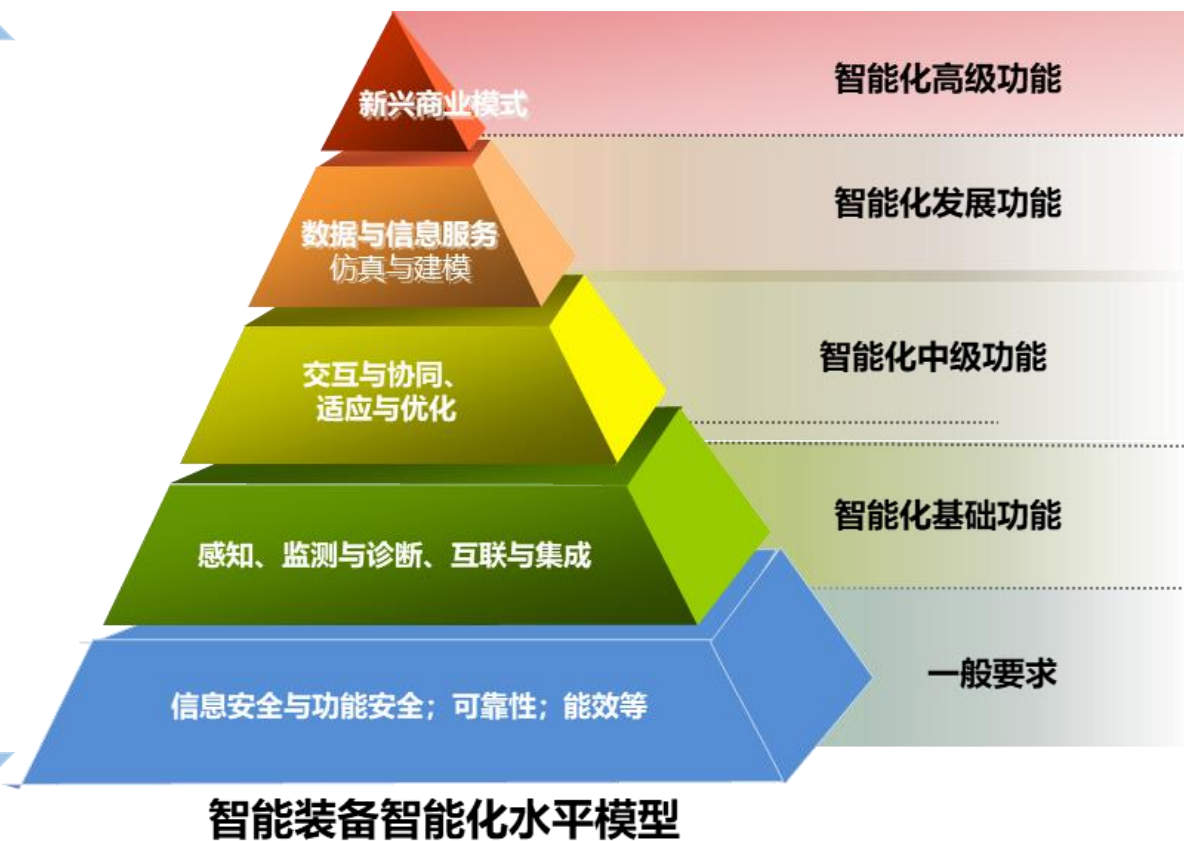 新兴商业模式
智能化高级功能
数据与信息服务
仿真与建模
智能化发展功能
交互与协同、
适应与优化
智能化中级功能
感知、监测与诊断、互联与集成
智能化基础功能
信息安全与功能安全；可靠性；能效等
一般要求
智能装备智能化水平模型